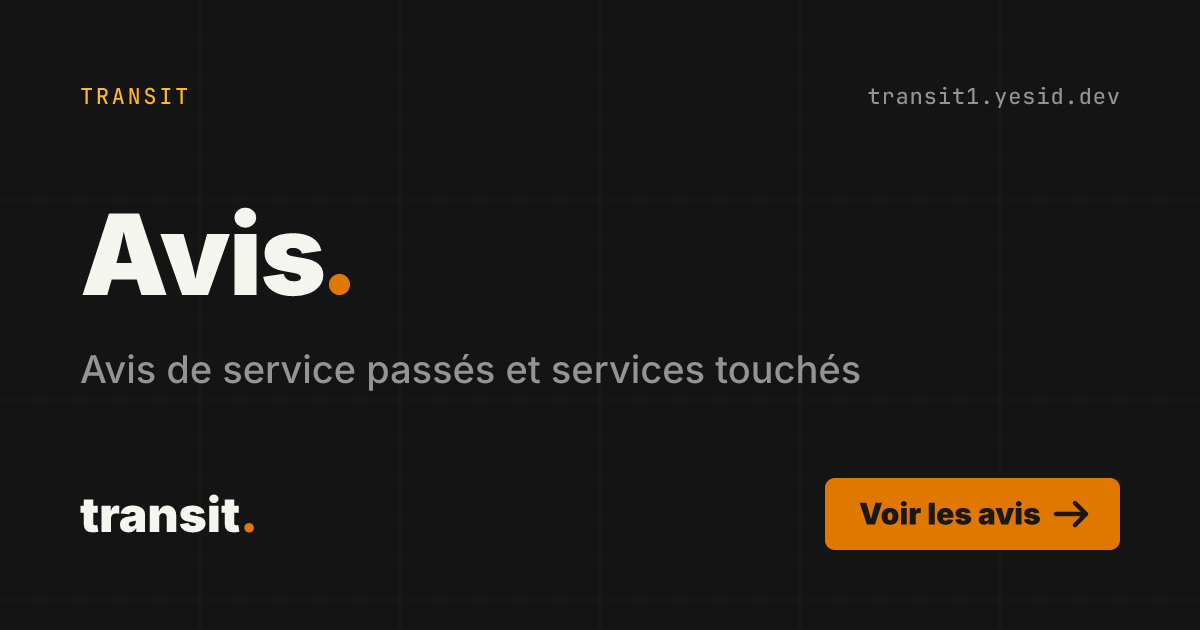 TRANSIT
transit1.yesid.dev
Avis.
Avis de service passés et services touchés
transit.
Voir les avis →